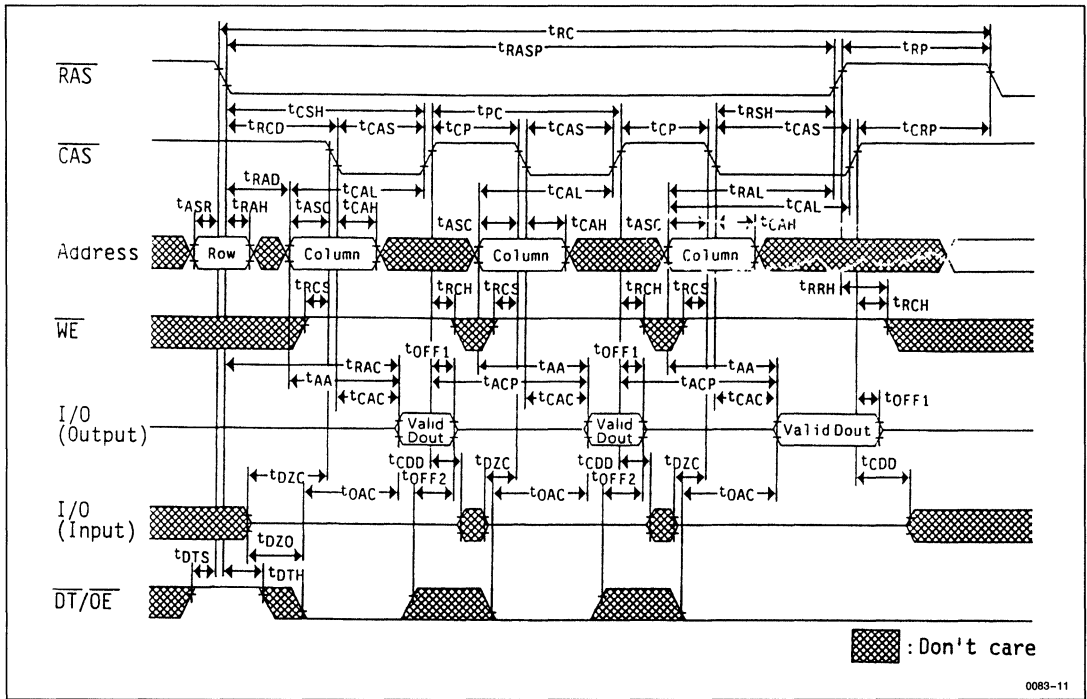 tRC
tRASP tRP
RAS
tCSH tPC tRSH
tRCD tCAS tCP tCAS tCP tCAS tCRP
CAS
tRAD tCAL tCAL tRAL
tCAL
tASR tRAH tASC tCAH tASC tCAH tASC tCAH
Address Row Column Column Column
tRCS tRCH tRCS tRCH tRCS tRRH
tRCH
WE
tRAC tOFF1 tAA tOFF1 tAA
tAA tACP tACP
tCAC tCAC tCAC tOFF1
I/O
(Output)
Valid
Dout
Valid
Dout
Valid Dout
tDZC tCDD tDZC tCDD tDZC tCDD
tOAC tOFF2 tOAC tOFF2 tOAC
I/O
(Input)
tDZO
tDTS tDTH
DT/OE
: Don't care
0083-11